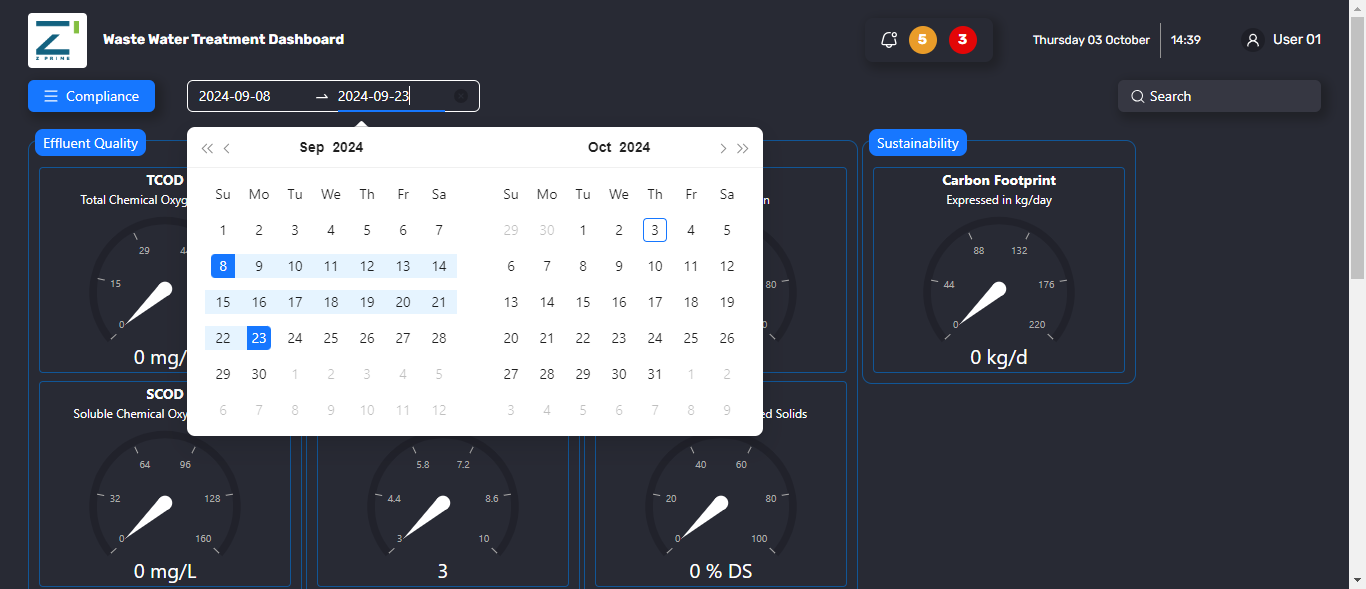 Z PRIME
Waste Water Treatment Dashboard
5
3
Thursday 03 October
14:39
User 01
Compliance
2024-09-08
2024-09-23
Search
Effluent Quality
Sep 2024
Oct 2024
Su Mo Tu We Th Fr Sa
1 2 3 4 5 6 7
8 9 10 11 12 13 14
15 16 17 18 19 20 21
22 23 24 25 26 27 28
29 30 1 2 3 4 5
6 7 8 9 10 11 12
Su Mo Tu We Th Fr Sa
29 30 1 2 3 4 5
6 7 8 9 10 11 12
13 14 15 16 17 18 19
20 21 22 23 24 25 26
27 28 29 30 31 1 2
3 4 5 6 7 8 9
Sustainability
TCOD
Total Chemical Oxyg
0 15 29 4
0 mg/
n
80
0
Carbon Footprint
Expressed in kg/day
0 44 88 132 176 220
0 kg/d
SCOD
Soluble Chemical Oxy
0 32 64 96 128 160
0 mg/L
3 4.4 5.8 7.2 8.6 10
3
ed Solids
0 20 40 60 80 100
0 % DS